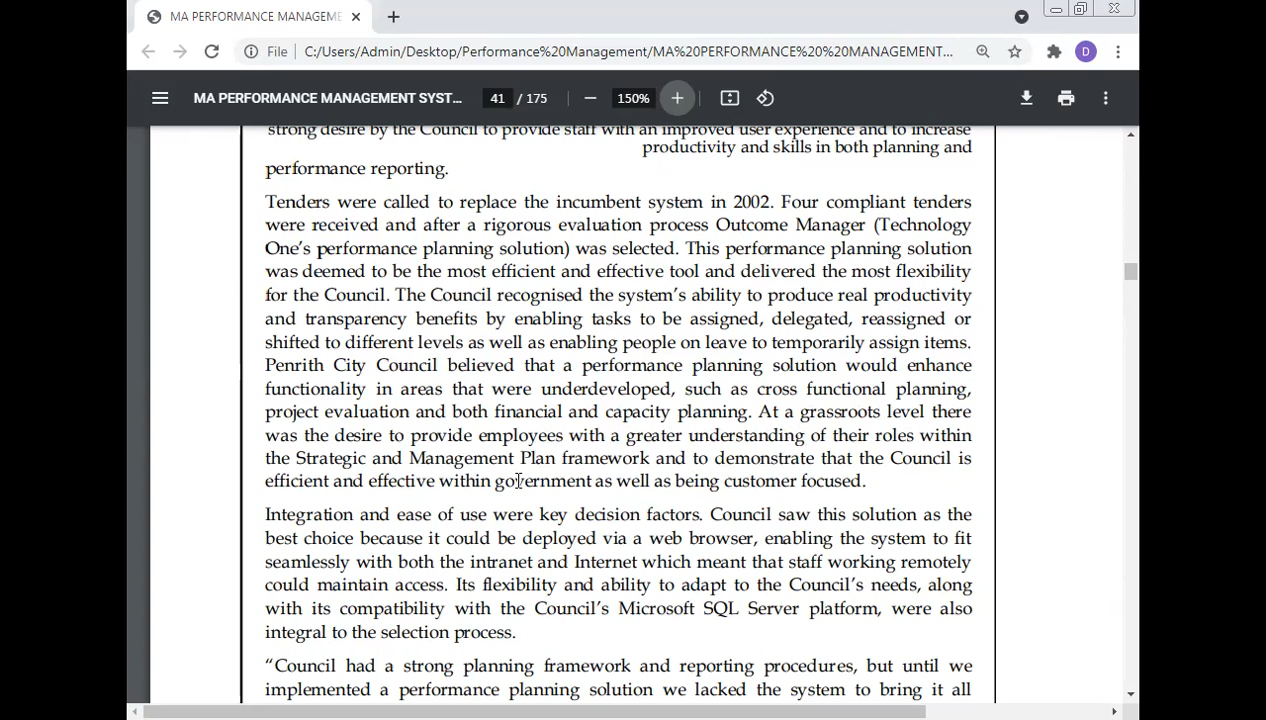 MA PERFORMANCE MANAGEME
File C:/Users/Admin/Desktop/Performance%20Management/MA%20PERFORMANCE%20%20MANAGEMENT...
D
MA PERFORMANCE MANAGEMENT SYST... 41 / 175 150%
strong desire by the Council to provide staff with an improved user experience and to increase
productivity and skills in both planning and
performance reporting.
Tenders were called to replace the incumbent system in 2002. Four compliant tenders
were received and after a rigorous evaluation process Outcome Manager (Technology
One's performance planning solution) was selected. This performance planning solution
was deemed to be the most efficient and effective tool and delivered the most flexibility
for the Council. The Council recognised the system's ability to produce real productivity
and transparency benefits by enabling tasks to be assigned, delegated, reassigned or
shifted to different levels as well as enabling people on leave to temporarily assign items.
Penrith City Council believed that a performance planning solution would enhance
functionality in areas that were underdeveloped, such as cross functional planning,
project evaluation and both financial and capacity planning. At a grassroots level there
was the desire to provide employees with a greater understanding of their roles within
the Strategic and Management Plan framework and to demonstrate that the Council is
efficient and effective within government as well as being customer focused.
Integration and ease of use were key decision factors. Council saw this solution as the
best choice because it could be deployed via a web browser, enabling the system to fit
seamlessly with both the intranet and Internet which meant that staff working remotely
could maintain access. Its flexibility and ability to adapt to the Council's needs, along
with its compatibility with the Council's Microsoft SQL Server platform, were also
integral to the selection process.
"Council had a strong planning framework and reporting procedures, but until we
implemented a performance planning solution we lacked the system to bring it all